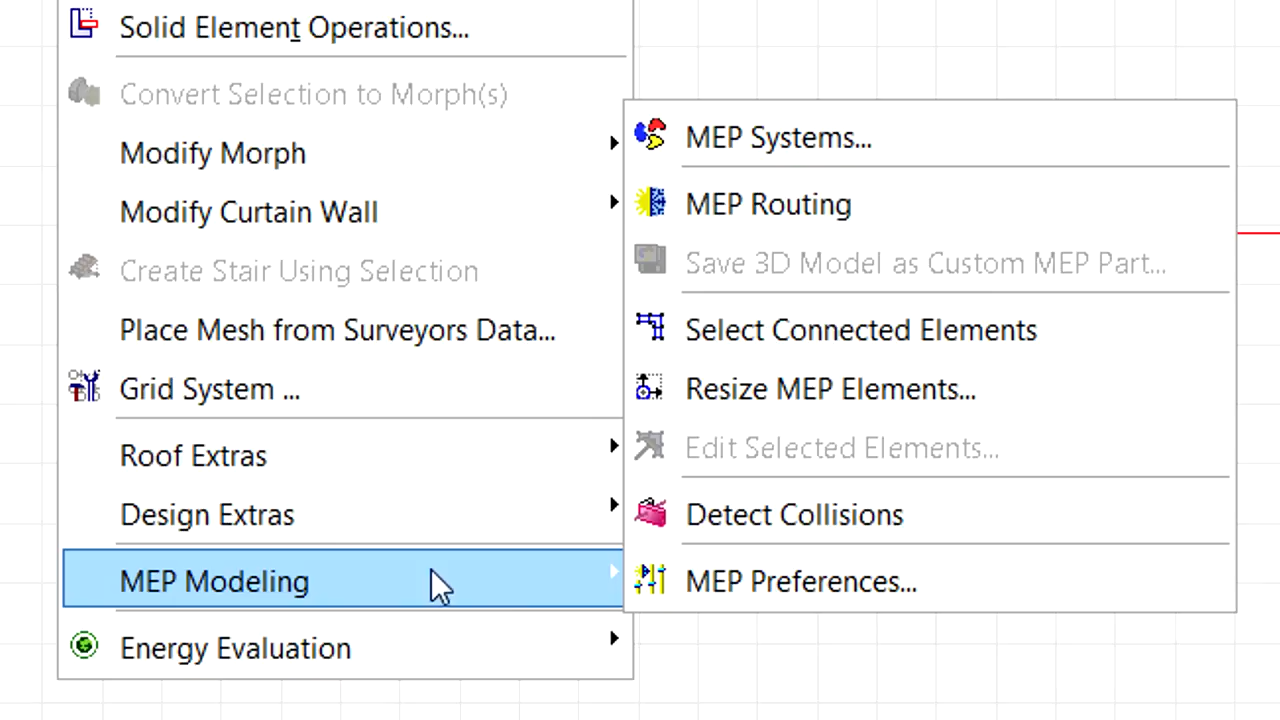 Solid Element Operations...
Convert Selection to Morph(s)
Modify Morph
Modify Curtain Wall
Create Stair Using Selection
Place Mesh from Surveyors Data...
Grid System ...
Roof Extras
Design Extras
MEP Modeling
Energy Evaluation
MEP Systems...
MEP Routing
Save 3D Model as Custom MEP Part...
Select Connected Elements
Resize MEP Elements...
Edit Selected Elements...
Detect Collisions
MEP Preferences...